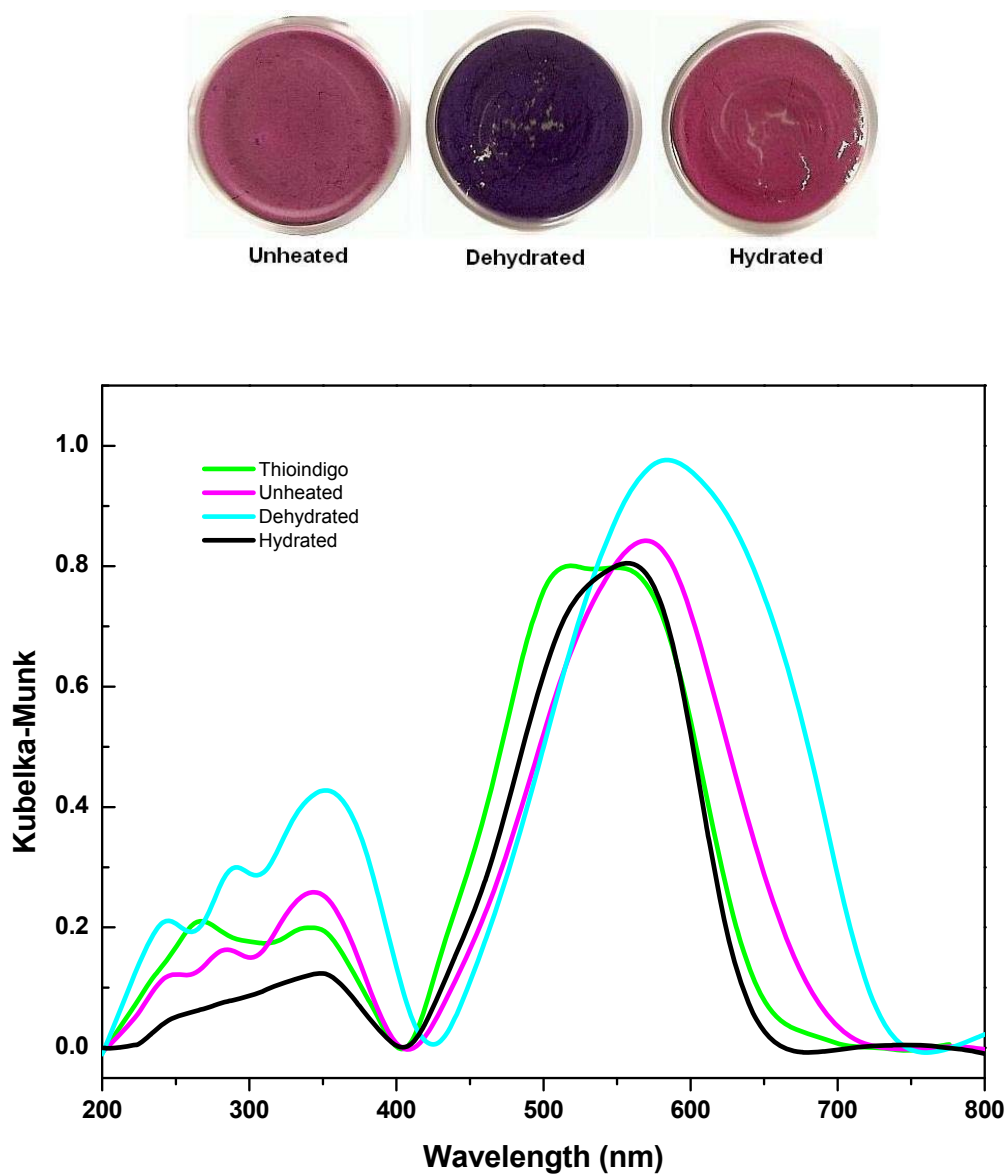 Unheated Dehydrated Hydrated
1.0
0.8
0.6
0.4
0.2
0.0
Kubelka-Munk
Thioindigo
Unheated
Dehydrated
Hydrated
200 300 400 500 600 700 800
Wavelength (nm)